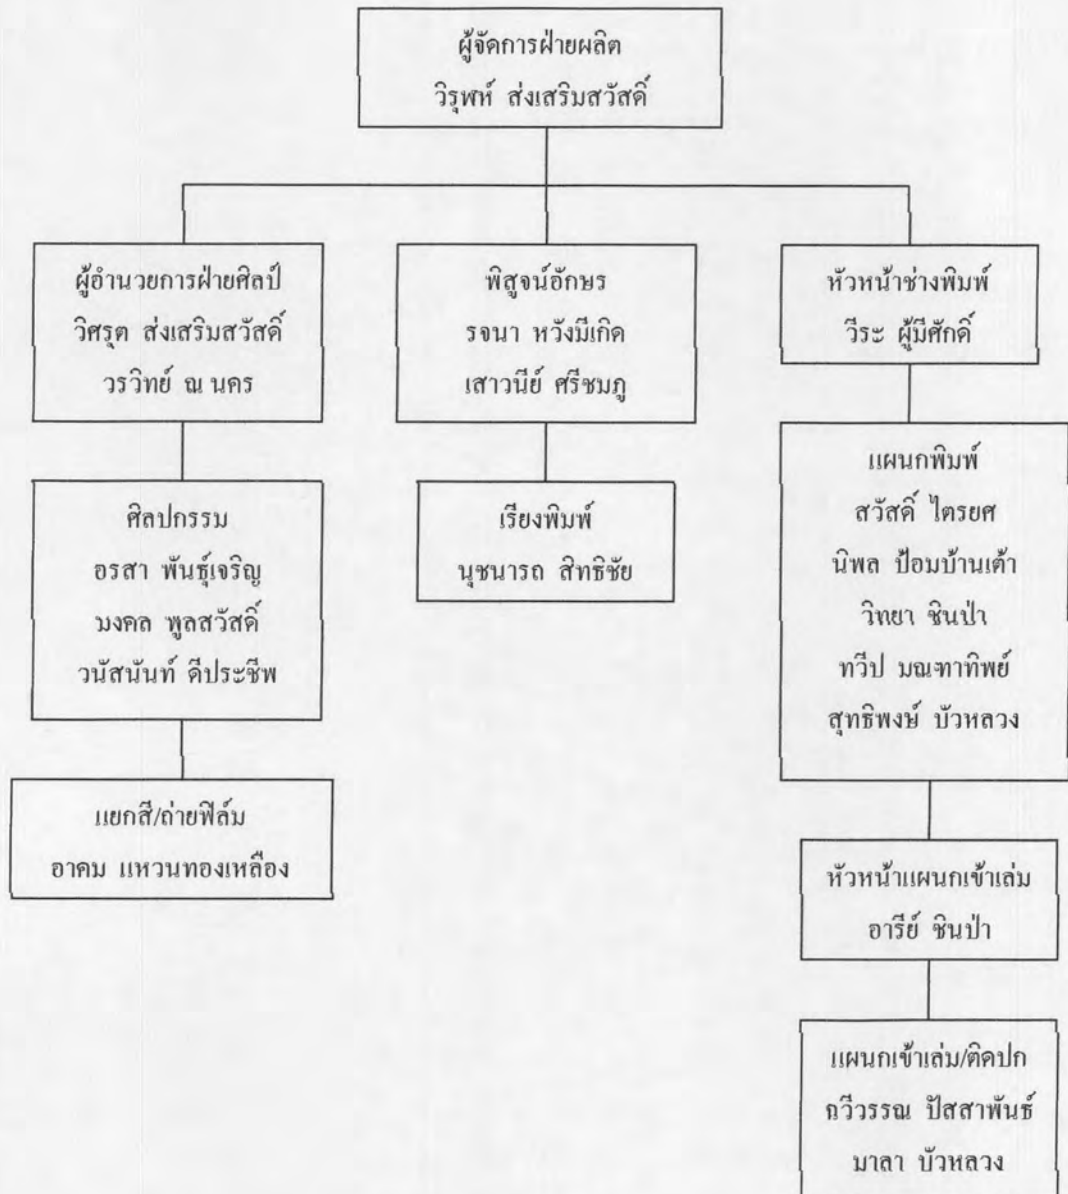 ผู้จัดการฝ่ายผลิต
วิรุฬห์ ส่งเสริมสวัสดิ์
ผู้อำนวยการฝ่ายศิลป์
วิศรุต ส่งเสริมสวัสดิ์
วรวิทย์ ณ นคร
พิสูจน์อักษร
รจนา หวังมีเกิด
เสาวนีย์ ศรีชมภู
หัวหน้าช่างพิมพ์
วีระ ผู้มีศักดิ์
ศิลปกรรม
อรสา พันธุ์เจริญ
มงคล พูลสวัสดิ์
วนัสนันท์ ดีประชีพ
เรียงพิมพ์
นุชนารถ สิทธิชัย
แผนกพิมพ์
สวัสดิ์ ไตรยศ
นิพล ป้อมบ้านเต้า
วิทยา ชินป่า
ทวีป มณฑาทิพย์
สุทธิพงษ์ บัวหลวง
แยกสี/ถ่ายฟิล์ม
อาคม แหวนทองเหลือง
หัวหน้าแผนกเข้าเล่ม
อารีย์ ชินป่า
แผนกเข้าเล่ม/ติดปก
ถวีวรรณ ปัสสาพันธ์
มาลา บัวหลวง